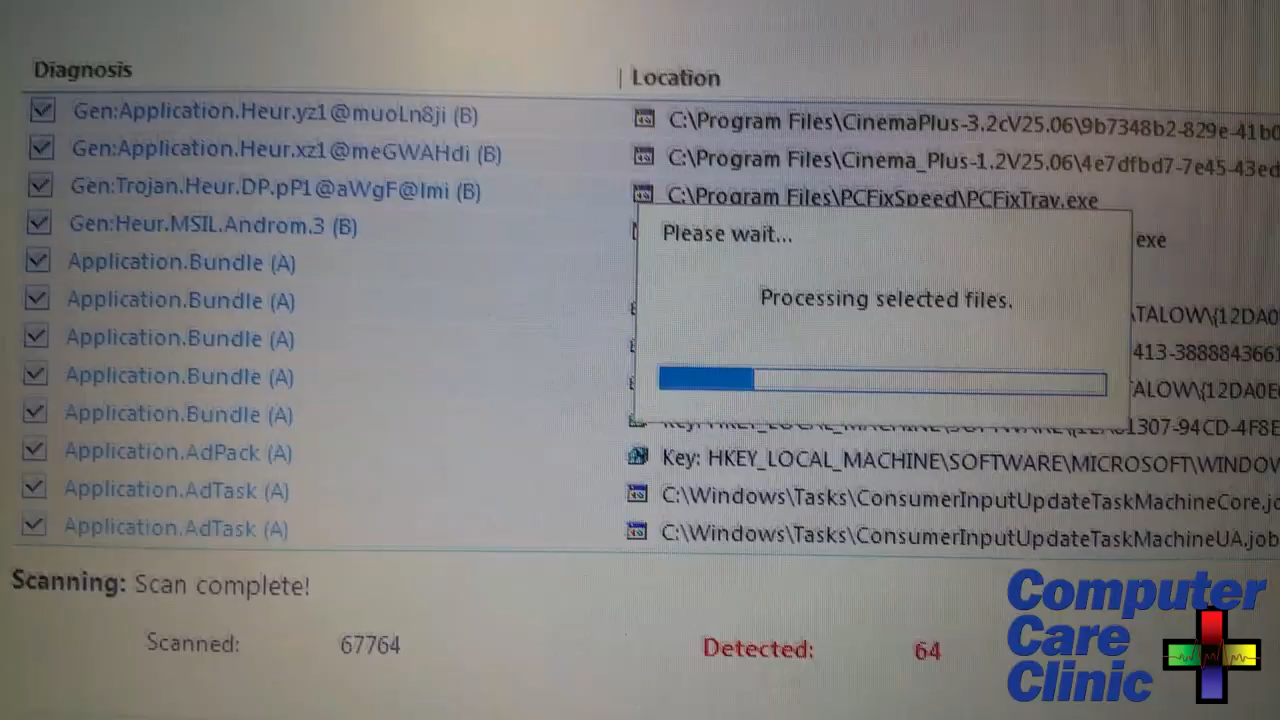 Diagnosis | Location
Gen:Application.Heur.yz1@muoLn8ji (B) C:\Program Files\CinemaPlus-3.2cV25.06\9b7348b2-829e-41b0
Gen:Application.Heur.xz1@meGWAHdi (B) C:\Program Files\Cinema_Plus-1.2V25.06\4e7dfbd7-7e45-43ed
Gen:Trojan.Heur.DP.pP1@aWgF@lmi (B) C:\Program Files\PCFixSpeed\PCFixTray.exe
Gen:Heur.MSIL.Androm.3 (B) exe
Application.Bundle (A)
Application.Bundle (A) \TALOW\{12DA0
Application.Bundle (A) 413-3888843661
Application.Bundle (A) ALOW\{12DA0E
Application.Bundle (A) 1307-94CD-4F8E
Application.AdPack (A) Key: HKEY_LOCAL_MACHINE\SOFTWARE\MICROSOFT\WINDOW
Application.AdTask (A) C:\Windows\Tasks\ConsumerInputUpdateTaskMachineCore.jo
Application.AdTask (A) C:\Windows\Tasks\ConsumerInputUpdateTaskMachineUA.job
Please wait...
Processing selected files.
Scanning: Scan complete!
Scanned: 67764 Detected: 64
Computer
Care
Clinic